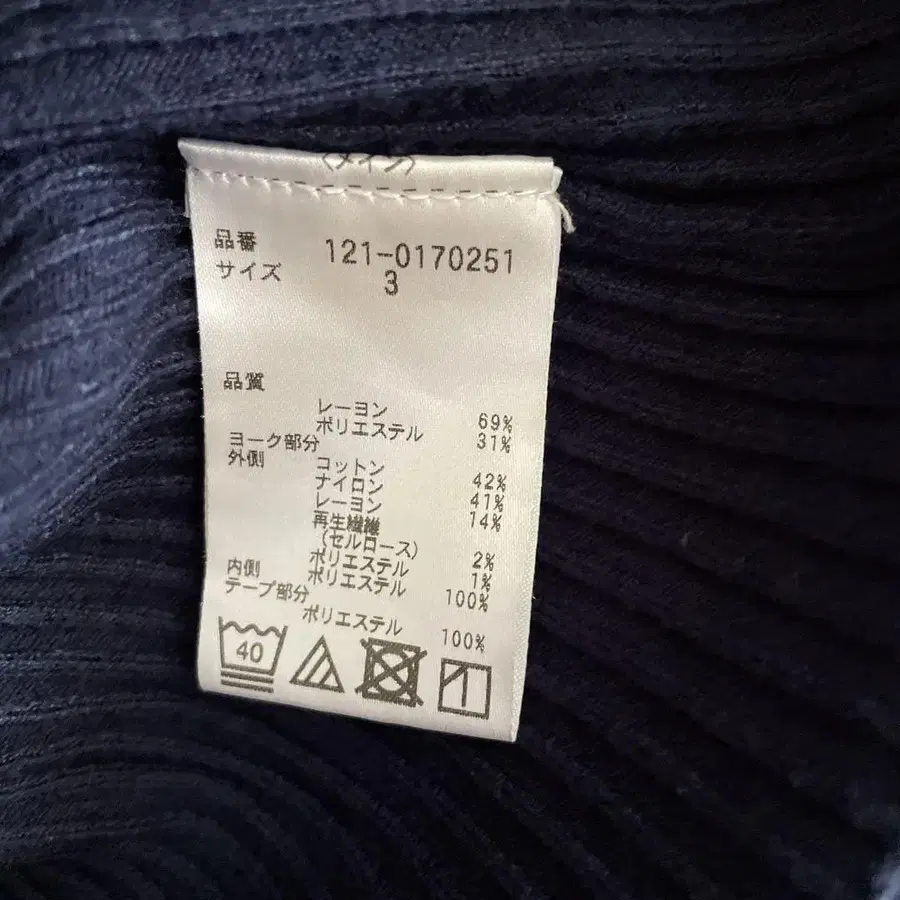 〈メイン〉
品番 121-0170251
サイズ 3
品質
レーヨン 69%
ポリエステル 31%
ヨーク部分
外側 コットン 42%
ナイロン 41%
レーヨン 14%
再生繊維
(セルロース) 2%
ポリエステル 1%
内側 ポリエステル 100%
テープ部分
ポリエステル 100%
40